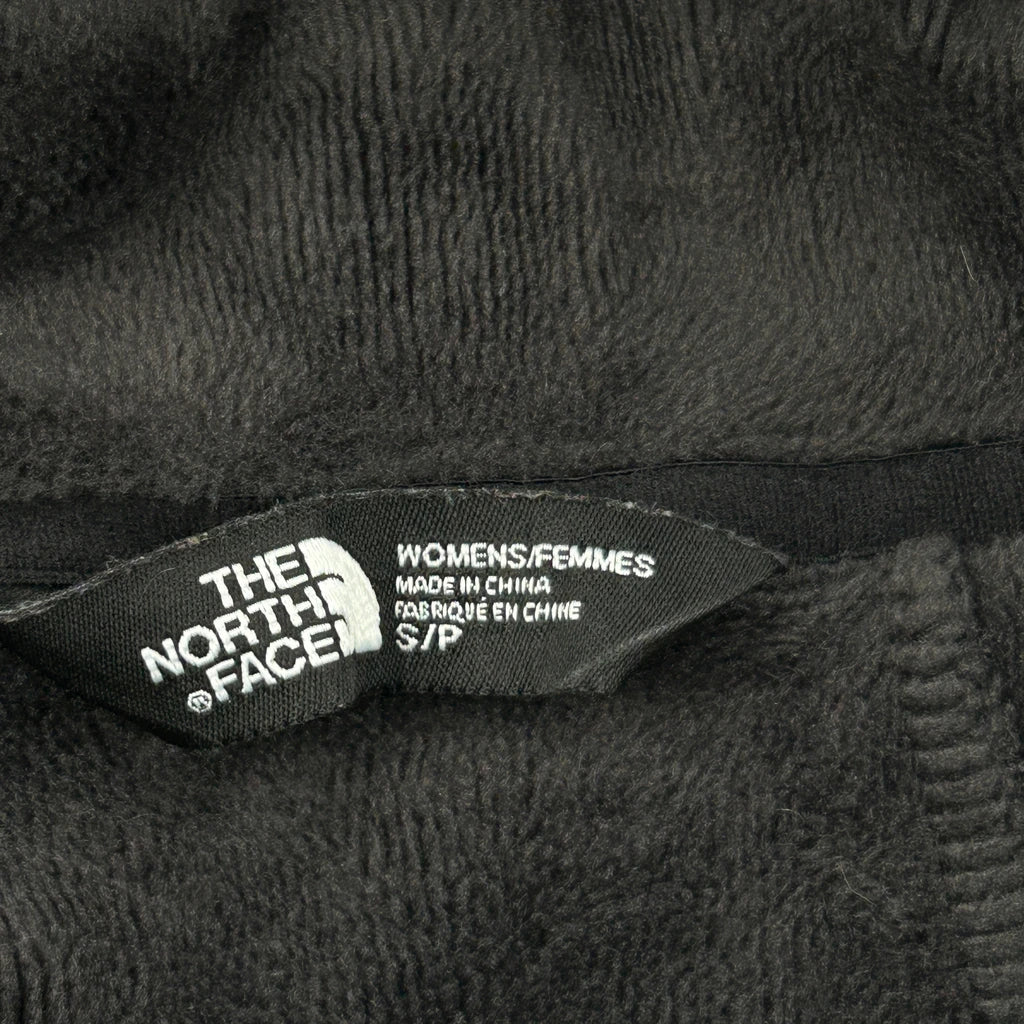 THE
NORTH
®FACE
WOMENS/FEMMES
MADE IN CHINA
FABRIQUÉ EN CHINE
S/P